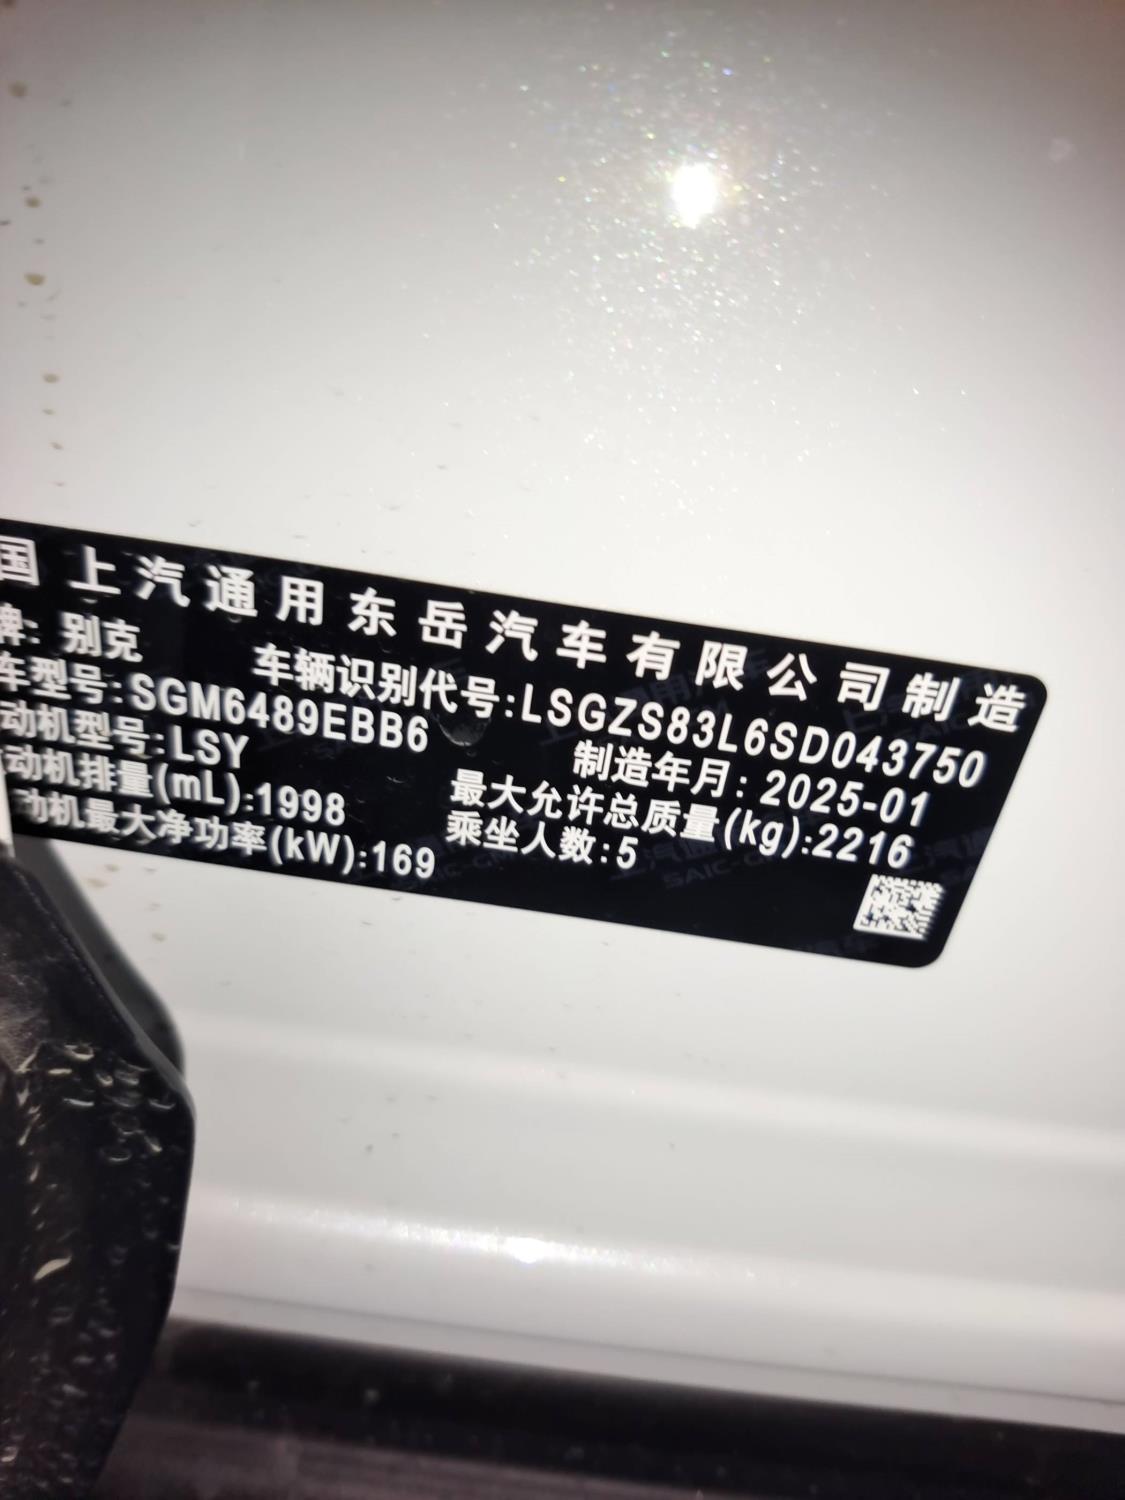 国 上汽通用东岳汽车有限公司制造
牌: 别克
车辆识别代号:LSGZS83L6SD043750
车型号:SGM6489EBB6
制造年月: 2025-01
动机型号:LSY
最大允许总质量(kg):2216
动机排量(mL):1998
乘坐人数:5
动机最大净功率(kW):169